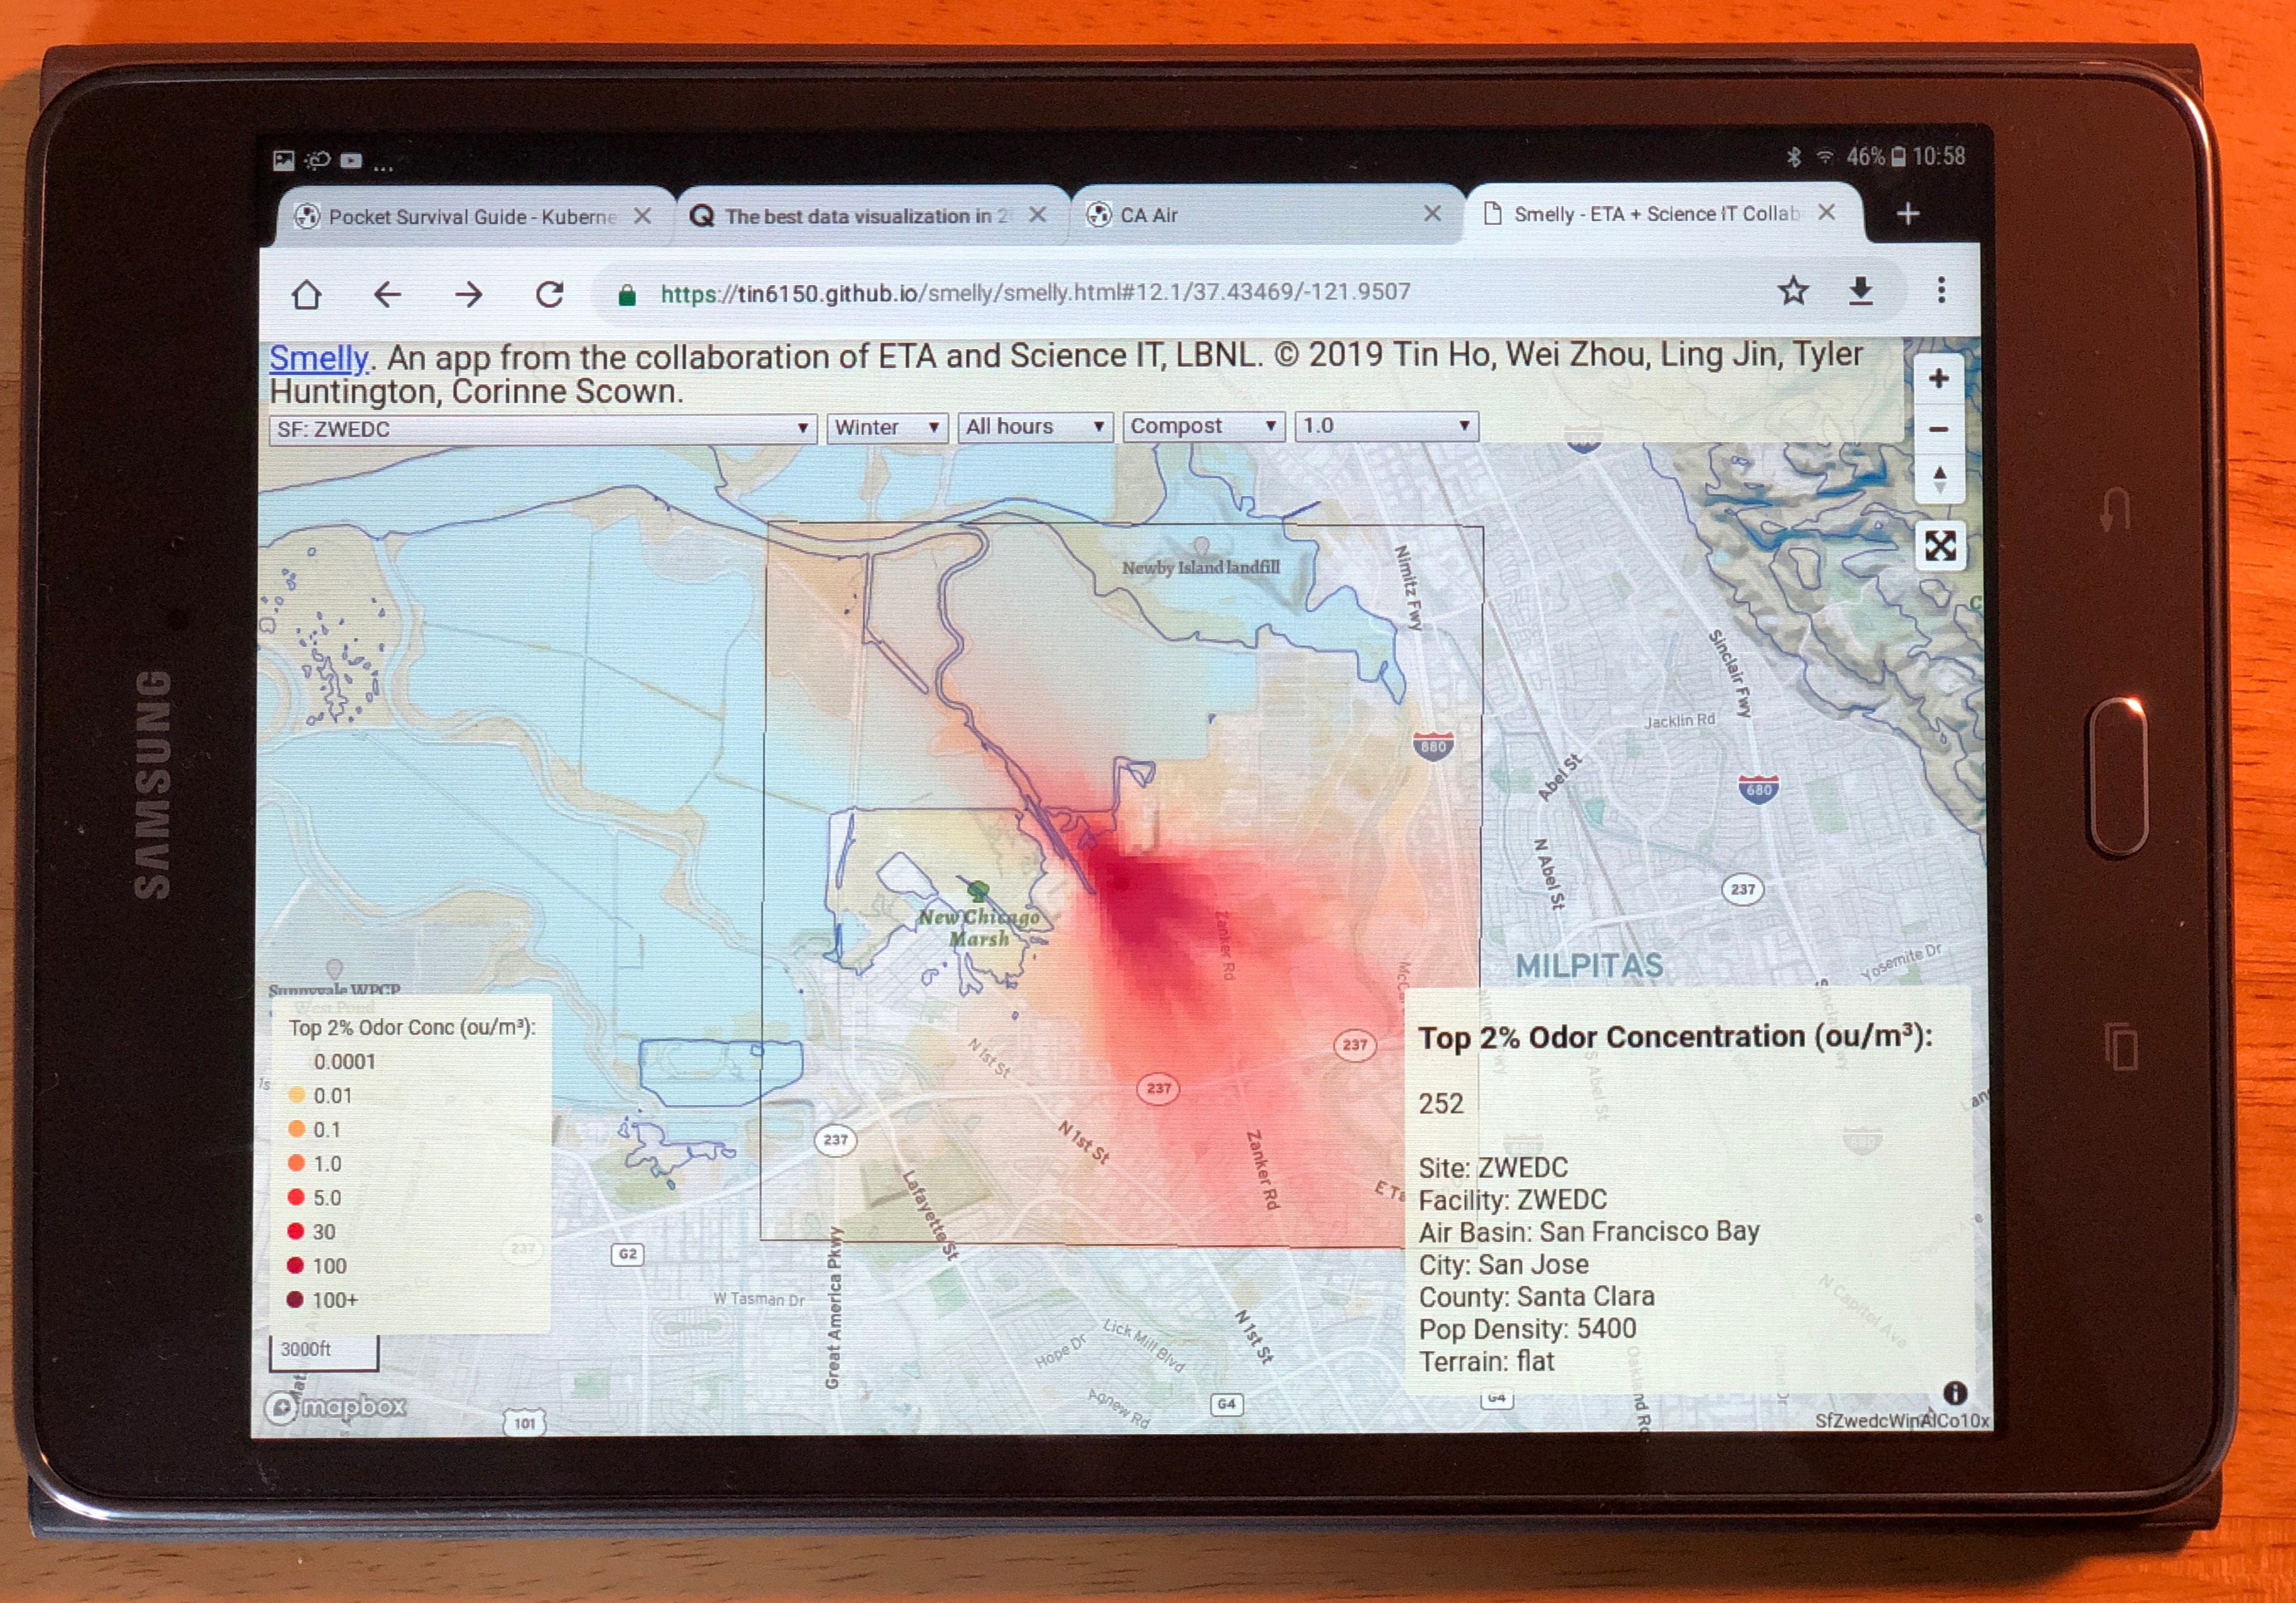 SAMSUNG
... 46% 10:58
Pocket Survival Guide - Kuberne
The best data visualization in 2
CA Air
Smelly - ETA + Science IT Collab
https://tin6150.github.io/smelly/smelly.html#12.1/37.43469/-121.9507
Smelly. An app from the collaboration of ETA and Science IT, LBNL. © 2019 Tin Ho, Wei Zhou, Ling Jin, Tyler
Huntington, Corinne Scown.
SF: ZWEDC
Winter
All hours
Compost
1.0
Newby Island landfill
Nimitz Fwy
Sinclair Fwy
Jacklin Rd
880
Abel St
680
N Abel St
237
New Chicago
Marsh
Zanker Rd
MILPITAS
Yosemite Dr
Sunnyvale WPCP
Top 2% Odor Conc (ou/m³):
0.0001
0.01
0.1
1.0
5.0
30
100
100+
3000ft
mapbox
N 1st St
237
237
237
N 1st St
Zanker Rd
Lafayette St
G2
237
W Tasman Dr
Great America Pkwy
Hope Dr
Lick Mill Blvd
N 1st St
Agnew Rd
G4
G4
101
Top 2% Odor Concentration (ou/m³):
252
Site: ZWEDC
Facility: ZWEDC
Air Basin: San Francisco Bay
City: San Jose
County: Santa Clara
Pop Density: 5400
Terrain: flat
S Abel St
N Capitol Ave
SfZwedcWinAlCo10x